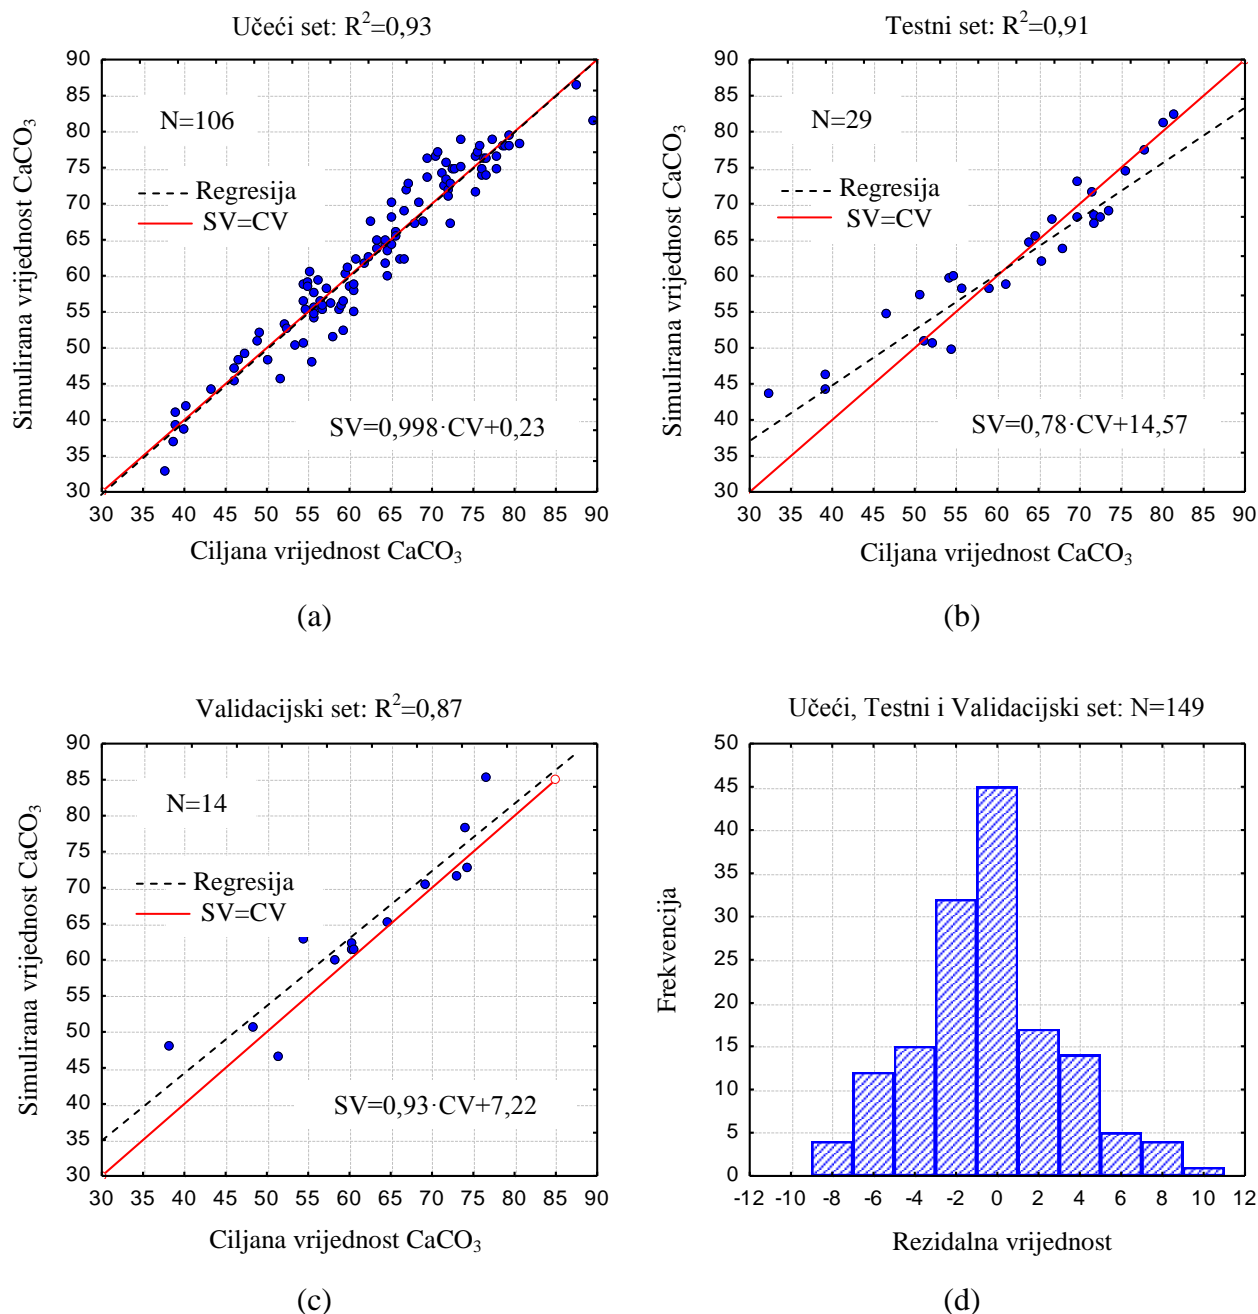 Učeći set: R²=0,93
90
85
80
75
70
65
60
55
50
45
40
35
30
30 35 40 45 50 55 60 65 70 75 80 85 90
Simulirana vrijednost CaCO₃
Ciljana vrijednost CaCO₃
N=106
Regresija
SV=CV
SV=0,998·CV+0,23
(a)
Testni set: R²=0,91
90
85
80
75
70
65
60
55
50
45
40
35
30
30 35 40 45 50 55 60 65 70 75 80 85 90
Simulirana vrijednost CaCO₃
Ciljana vrijednost CaCO₃
N=29
Regresija
SV=CV
SV=0,78·CV+14,57
(b)
Validacijski set: R²=0,87
90
85
80
75
70
65
60
55
50
45
40
35
30
30 35 40 45 50 55 60 65 70 75 80 85 90
Simulirana vrijednost CaCO₃
Ciljana vrijednost CaCO₃
N=14
Regresija
SV=CV
SV=0,93·CV+7,22
(c)
Učeći, Testni i Validacijski set: N=149
50
45
40
35
30
25
20
15
10
5
0
-12 -10 -8 -6 -4 -2 0 2 4 6 8 10 12
Frekvencija
Rezidalna vrijednost
(d)